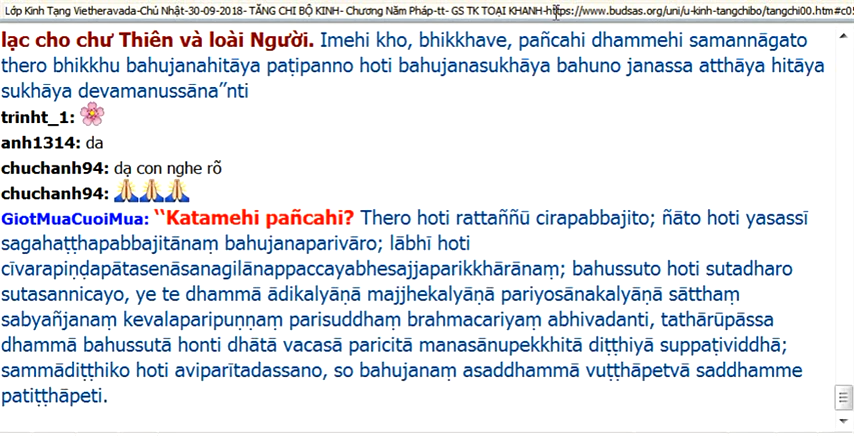 Lớp Kinh Tạng Vietheravada-Chủ Nhật-30-09-2018- TĂNG CHI BỘ KINH- Chương Năm Pháp-tt- GS TK TOẠI KHANH-https://www.budsas.org/uni/u-kinh-tangchibo/tangchi00.htm#c05
lạc cho chư Thiên và loài Người. Imehi kho, bhikkhave, pañcahi dhammehi samannāgato
thero bhikkhu bahujanahitāya paṭipanno hoti bahujanasukhāya bahuno janassa atthāya hitāya
sukhāya devamanussāna”nti
trinht_1: 🌸
anh1314: da
chuchanh94: dạ con nghe rõ
chuchanh94: 🙏🙏🙏
GiotMuaCuoiMua: ‘‘Katamehi pañcahi? Thero hoti rattaññū cirapabbajito; ñāto hoti yasassī
sagahaṭṭhapabbajitānaṃ bahujanaparivāro; lābhī hoti
cīvarapiṇḍapātasenāsanagilānappaccayabhesajjaparikkhārānaṃ; bahussuto hoti sutadharo
sutasannicayo, ye te dhammā ādikalyāṇā majjhekalyāṇā pariyosānakalyāṇā sātthaṃ
sabyañjanaṃ kevalaparipuṇṇaṃ parisuddhaṃ brahmacariyaṃ abhivadanti, tathārūpāssa
dhammā bahussutā honti dhātā vacasā paricitā manasānupekkhitā diṭṭhiyā suppaṭividdhā;
sammādiṭṭhiko hoti aviparītadassano, so bahujanaṃ asaddhammā vuṭṭhāpetvā saddhamme
patiṭṭhāpeti.